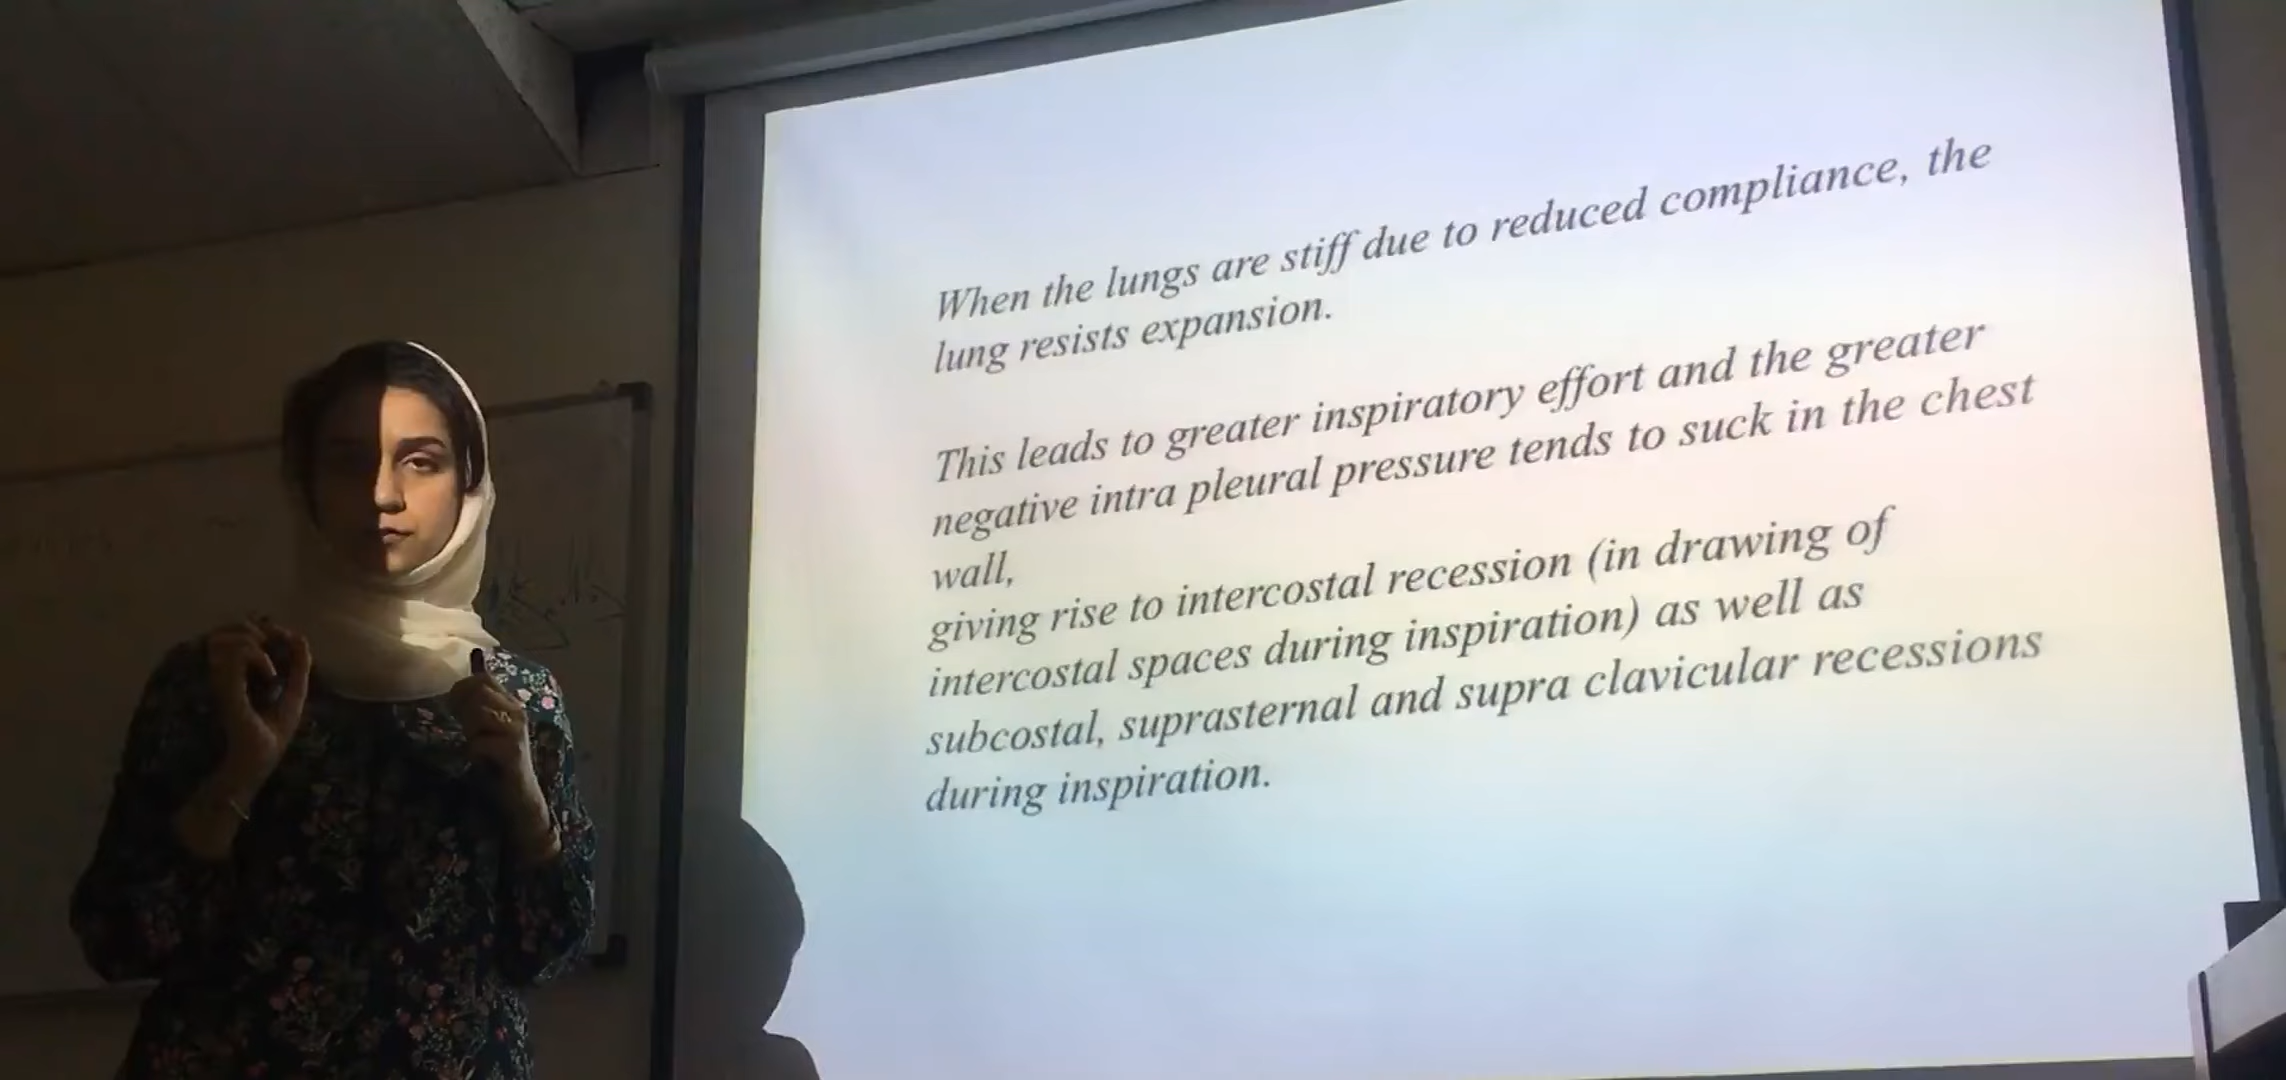 When the lungs are stiff due to reduced compliance, the
lung resists expansion.
This leads to greater inspiratory effort and the greater
negative intra pleural pressure tends to suck in the chest
wall,
giving rise to intercostal recession (in drawing of
intercostal spaces during inspiration) as well as
subcostal, suprasternal and supra clavicular recessions
during inspiration.